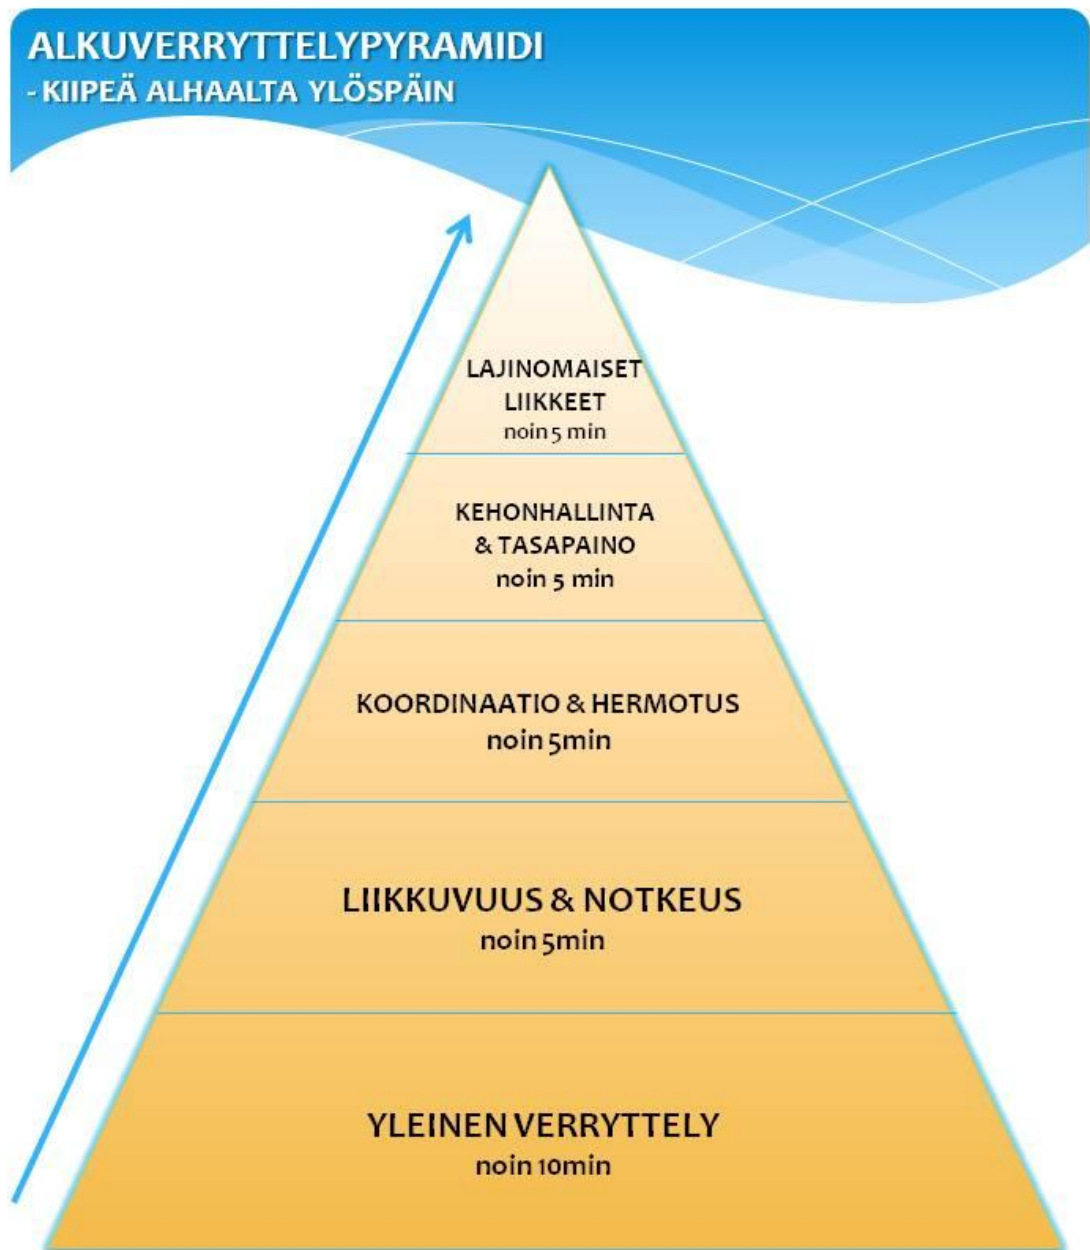 ALKUVERRYTTELYPYRAMIDI
- KIIPEÄ ALHAALTA YLÖSPÄIN
LAJINOMAISET
LIIKKEET
noin 5 min
KEHONHALLINTA
& TASAPAINO
noin 5 min
KOORDINAATIO & HERMOTUS
noin 5min
LIIKKUVUUS & NOTKEUS
noin 5min
YLEINEN VERRYTTELY
noin 10min